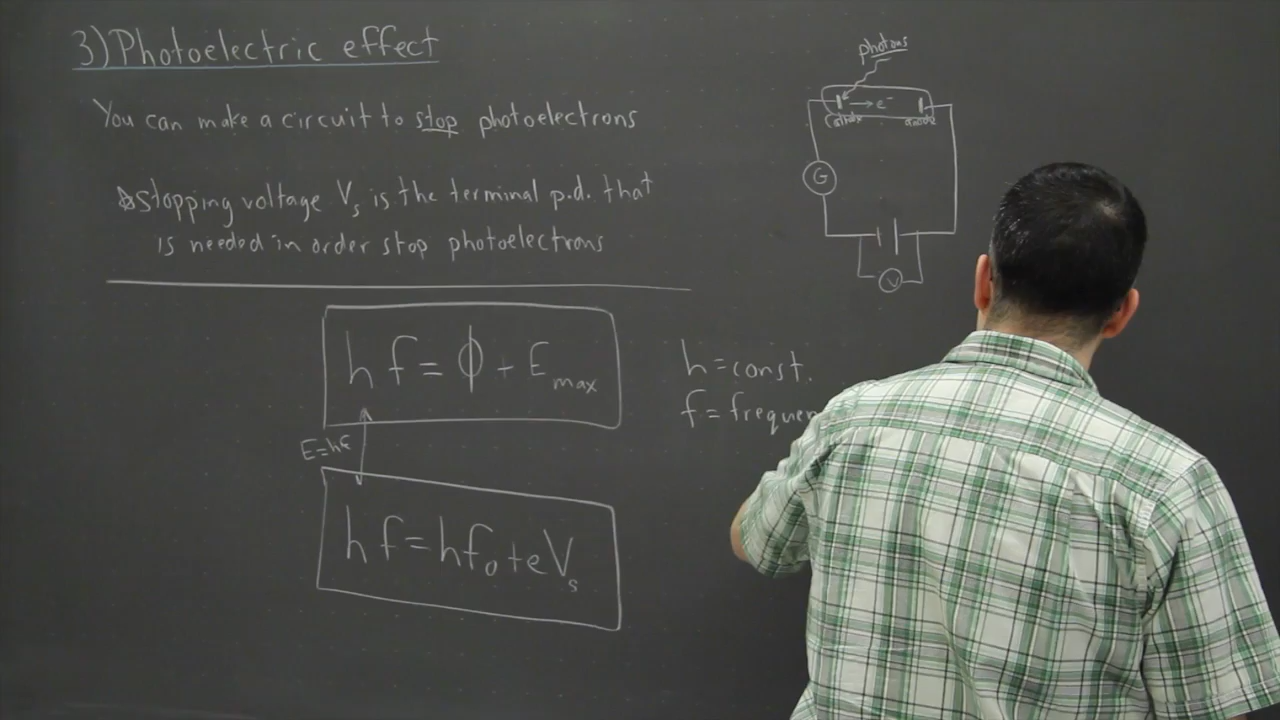 3) Photoelectric effect
You can make a circuit to stop photoelectrons
Stopping voltage Vₛ is the terminal p.d. that
is needed in order stop photoelectrons
hf = ϕ + E max
E=hf
hf = hf₀ + eVₛ
photons
→ e⁻
cathode
anode
G
V
h = const.
f =